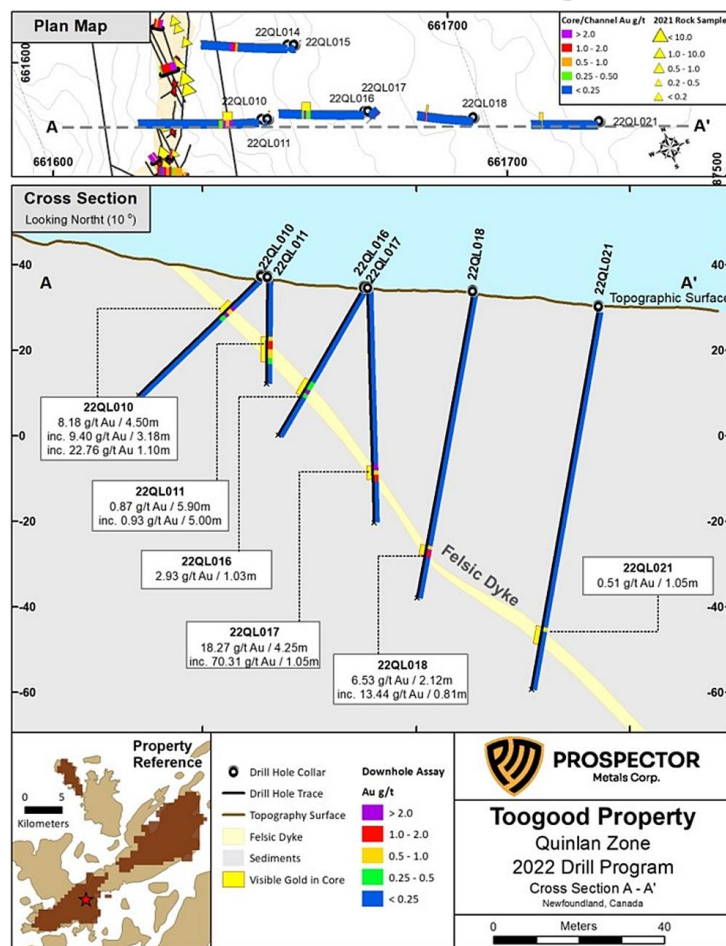 Plan Map
661600
661700
22QL014
22QL015
22QL010
22QL011
22QL016
22QL017
22QL018
22QL021
A
A'
661600
661700
87500
Core/Channel Au g/t
> 2.0
1.0 - 2.0
0.5 - 1.0
0.25 - 0.50
< 0.25
2021 Rock Sample
< 10.0
1.0 - 10.0
0.5 - 1.0
0.2 - 0.5
< 0.2
N
E
S
W
Cross Section
Looking Northt (10 °)
A
A'
22QL010
22QL011
22QL016
22QL017
22QL018
22QL021
Topographic Surface
40
20
0
-20
-40
-60
40
20
0
-20
-40
-60
22QL010
8.18 g/t Au / 4.50m
inc. 9.40 g/t Au / 3.18m
inc. 22.76 g/t Au 1.10m
22QL011
0.87 g/t Au / 5.90m
inc. 0.93 g/t Au / 5.00m
22QL016
2.93 g/t Au / 1.03m
22QL017
18.27 g/t Au / 4.25m
inc. 70.31 g/t Au / 1.05m
22QL018
6.53 g/t Au / 2.12m
inc. 13.44 g/t Au / 0.81m
22QL021
0.51 g/t Au / 1.05m
Felsic Dyke
Property
Reference
0 5
Kilometers
Drill Hole Collar
Drill Hole Trace
Topography Surface
Felsic Dyke
Sediments
Visible Gold in Core
Downhole Assay
Au g/t
> 2.0
1.0 - 2.0
0.5 - 1.0
0.25 - 0.5
< 0.25
PROSPECTOR
Metals Corp.
Toogood Property
Quinlan Zone
2022 Drill Program
Cross Section A - A'
Newfoundland, Canada
Meters
0 40